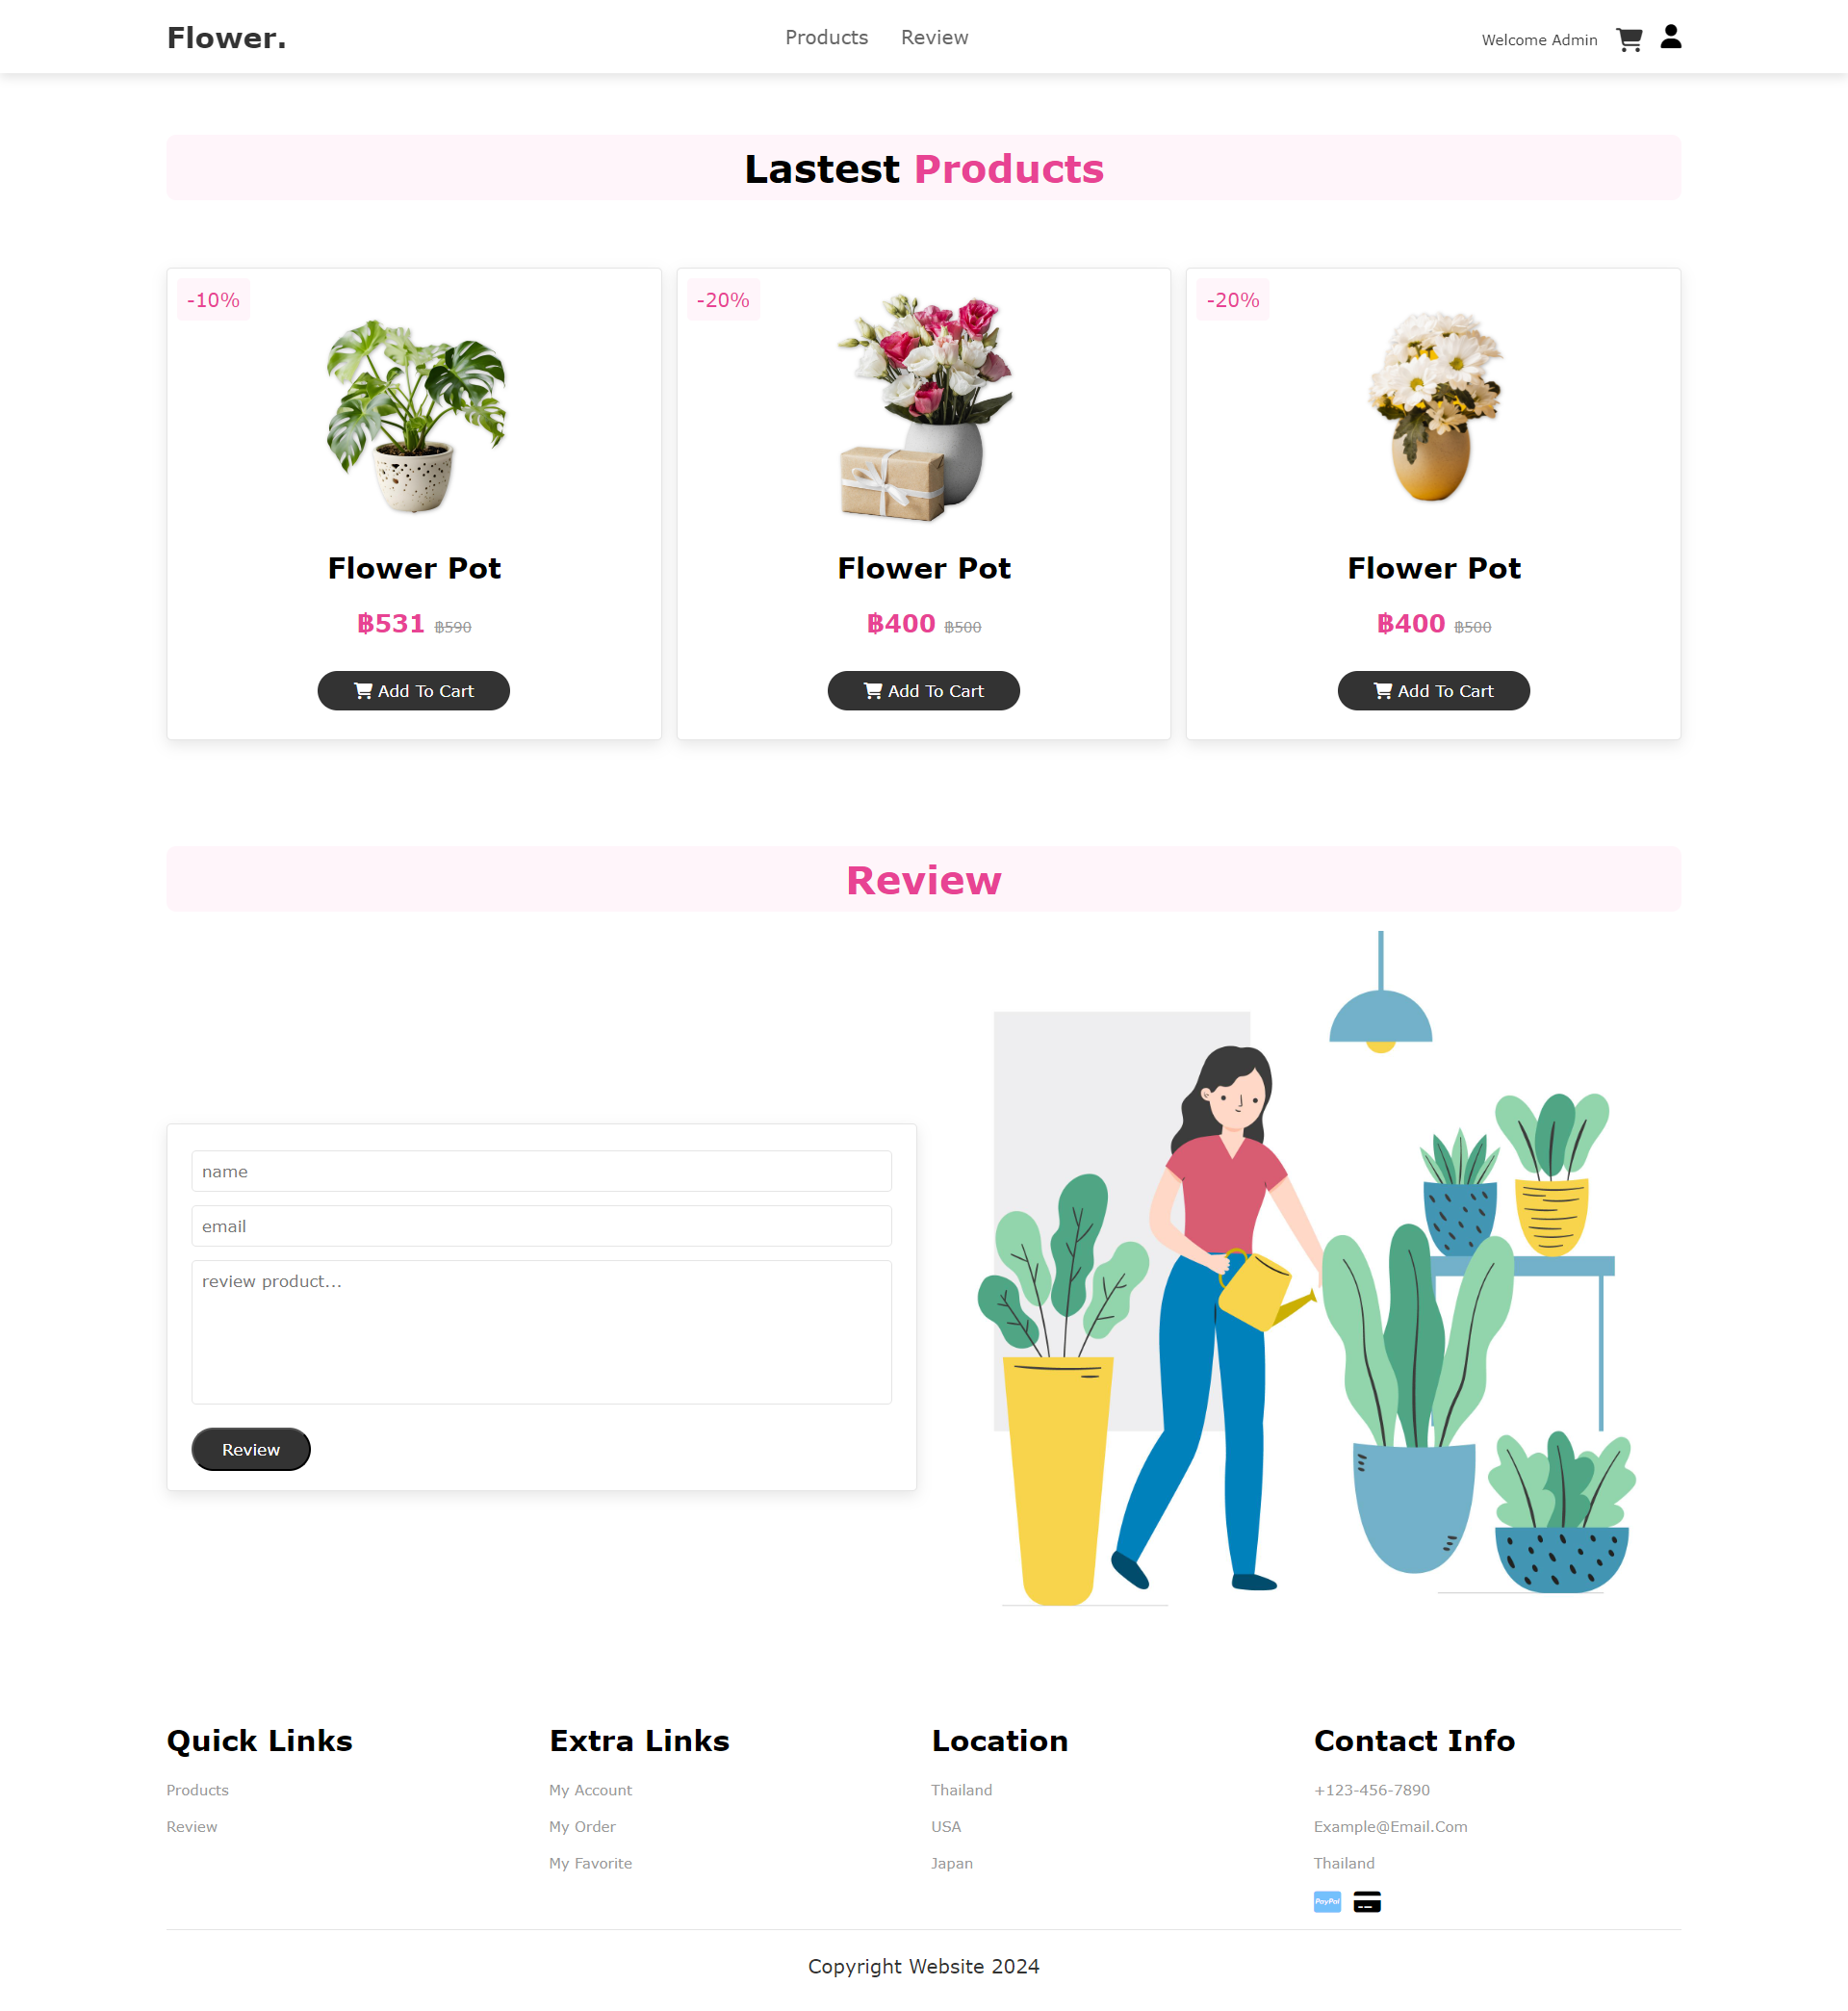 Flower.
Products Review
Welcome Admin
Lastest Products
-10%
Flower Pot
฿531 ฿590
Add To Cart
-20%
Flower Pot
฿400 ฿500
Add To Cart
-20%
Flower Pot
฿400 ฿500
Add To Cart
Review
name
email
review product...
Review
Quick Links
Products
Review
Extra Links
My Account
My Order
My Favorite
Location
Thailand
USA
Japan
Contact Info
+123-456-7890
Example@Email.Com
Thailand
PayPal
Copyright Website 2024